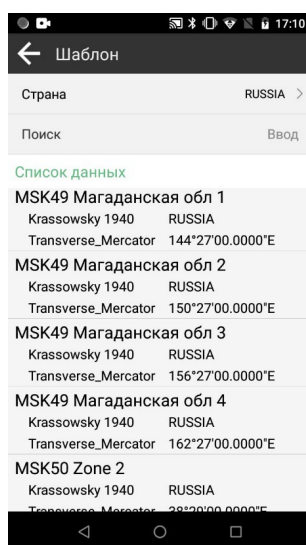 17:10
Шаблон
Страна RUSSIA
Поиск Ввод
Список данных
MSK49 Магаданская обл 1
Krassowsky 1940 RUSSIA
Transverse_Mercator 144°27'00.0000"E
MSK49 Магаданская обл 2
Krassowsky 1940 RUSSIA
Transverse_Mercator 150°27'00.0000"E
MSK49 Магаданская обл 3
Krassowsky 1940 RUSSIA
Transverse_Mercator 156°27'00.0000"E
MSK49 Магаданская обл 4
Krassowsky 1940 RUSSIA
Transverse_Mercator 162°27'00.0000"E
MSK50 Zone 2
Krassowsky 1940 RUSSIA
Transverse_Mercator